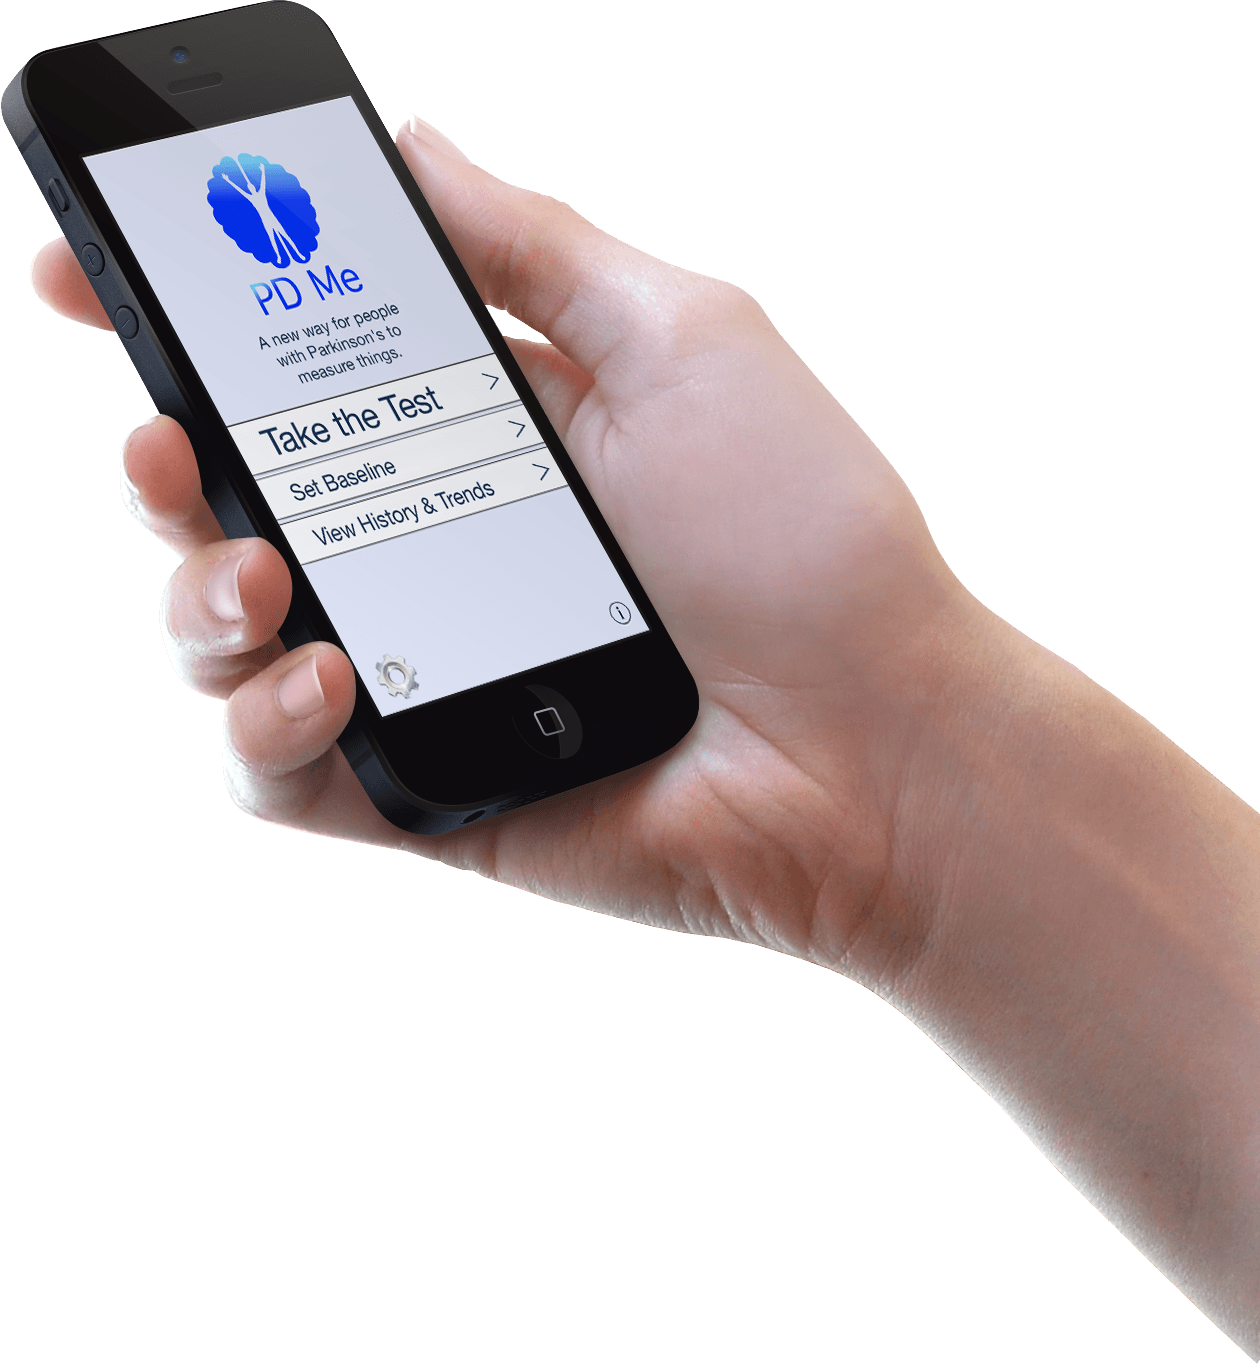 PD Me
A new way for people
with Parkinson's to
measure things.
Take the Test
Set Baseline
View History & Trends